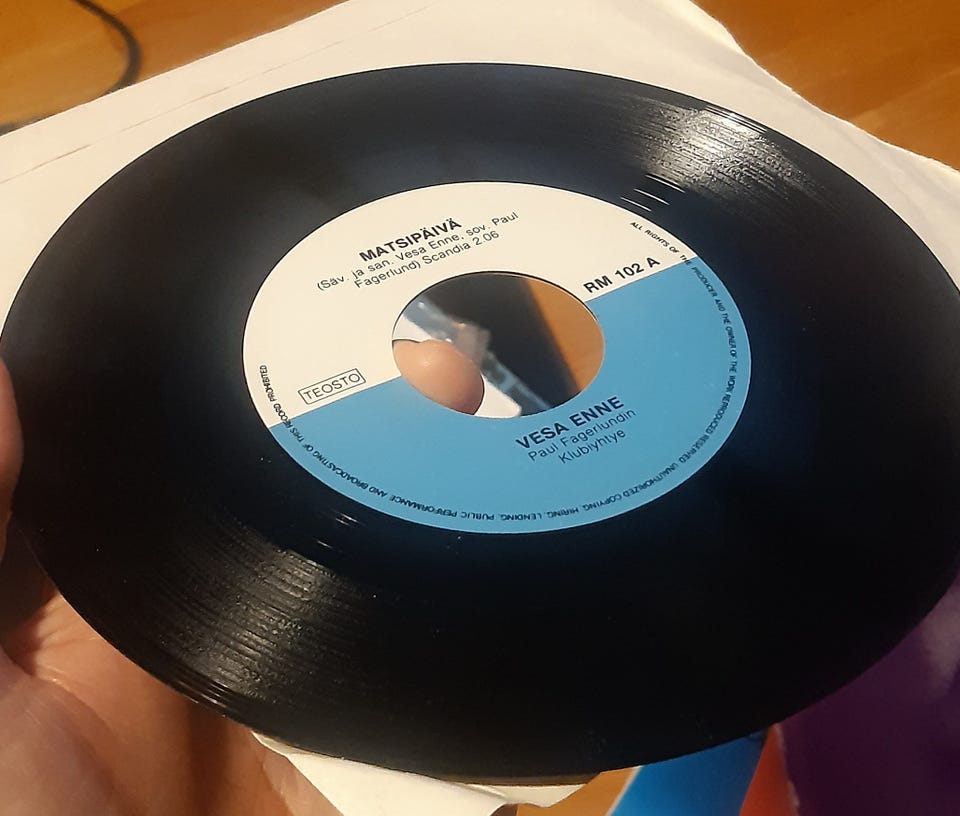 MATSIPÄIVÄ
(Säv. ja san. Vesa Enne, sov. Paul
Fagerlund) Scandia 2.06
RM 102 A
TEOSTO
VESA ENNE
Paul Fagerlundin
Klubiyhtye
ALL RIGHTS OF THE PRODUCER AND THE OWNER OF THE WORK REPRODUCED RESERVED UNAUTHORIZED COPYING, HIRING, LENDING, PUBLIC PERFORMANCE AND BROADCASTING OF THIS RECORD PROHIBITED